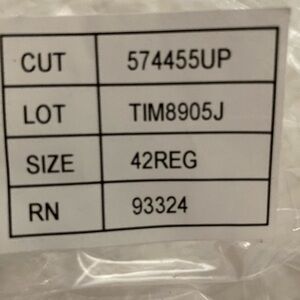 CUT 574455UP
LOT TIM8905J
SIZE 42REG
RN 93324